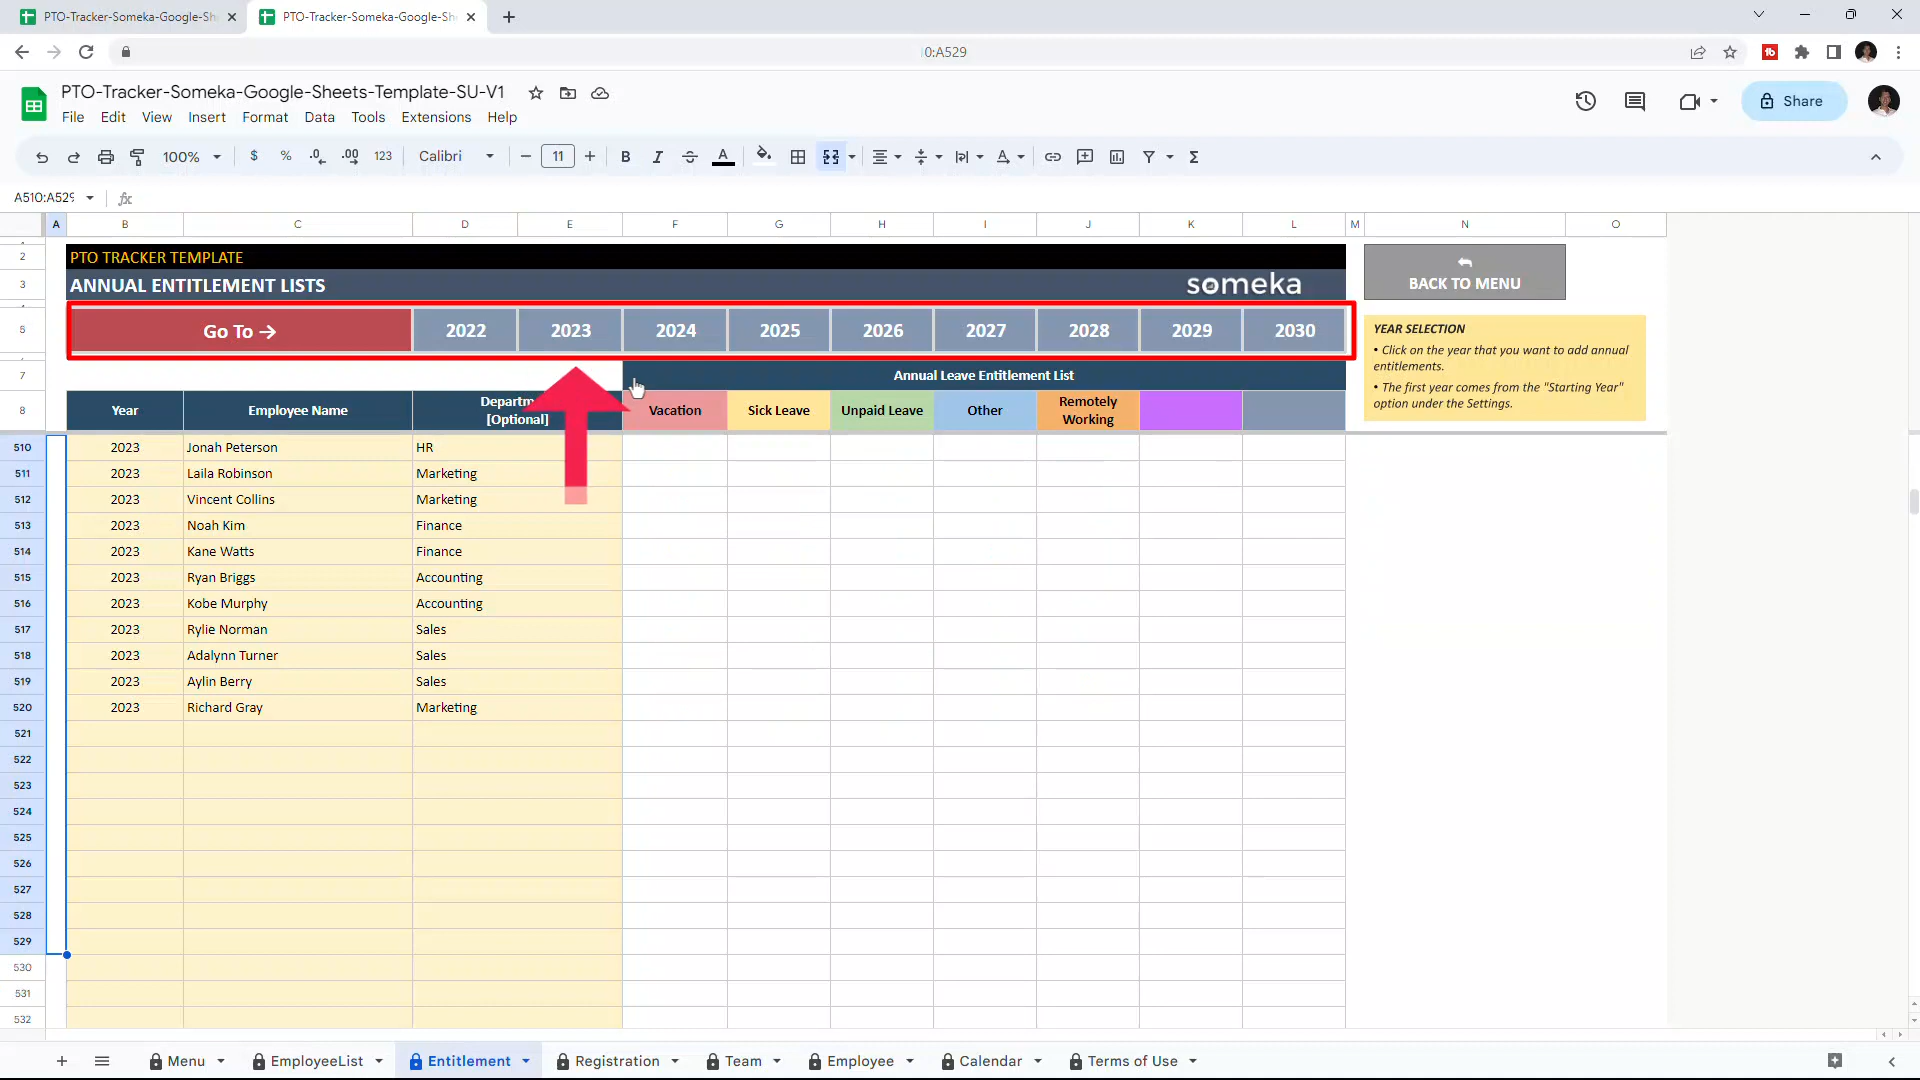 PTO-Tracker-Someka-Google-Sh
PTO-Tracker-Someka-Google-Sh
0:A529
PTO-Tracker-Someka-Google-Sheets-Template-SU-V1
File Edit View Insert Format Data Tools Extensions Help
Share
100% $ % .0 .00 123 Calibri 11 B I A
A510:A529 fx
A B C D E F G H I J K L M N O
2 PTO TRACKER TEMPLATE
3 ANNUAL ENTITLEMENT LISTS someka
BACK TO MENU
5 Go To → 2022 2023 2024 2025 2026 2027 2028 2029 2030
YEAR SELECTION
• Click on the year that you want to add annual
entitlements.
• The first year comes from the "Starting Year"
option under the Settings.
7 Annual Leave Entitlement List
8 Year Employee Name [Optional] Vacation Sick Leave Unpaid Leave Other Remotely
Working
510 2023 Jonah Peterson HR
511 2023 Laila Robinson Marketing
512 2023 Vincent Collins Marketing
513 2023 Noah Kim Finance
514 2023 Kane Watts Finance
515 2023 Ryan Briggs Accounting
516 2023 Kobe Murphy Accounting
517 2023 Rylie Norman Sales
518 2023 Adalynn Turner Sales
519 2023 Aylin Berry Sales
520 2023 Richard Gray Marketing
521
522
523
524
525
526
527
528
529
530
531
532
Menu EmployeeList Entitlement Registration Team Employee Calendar Terms of Use